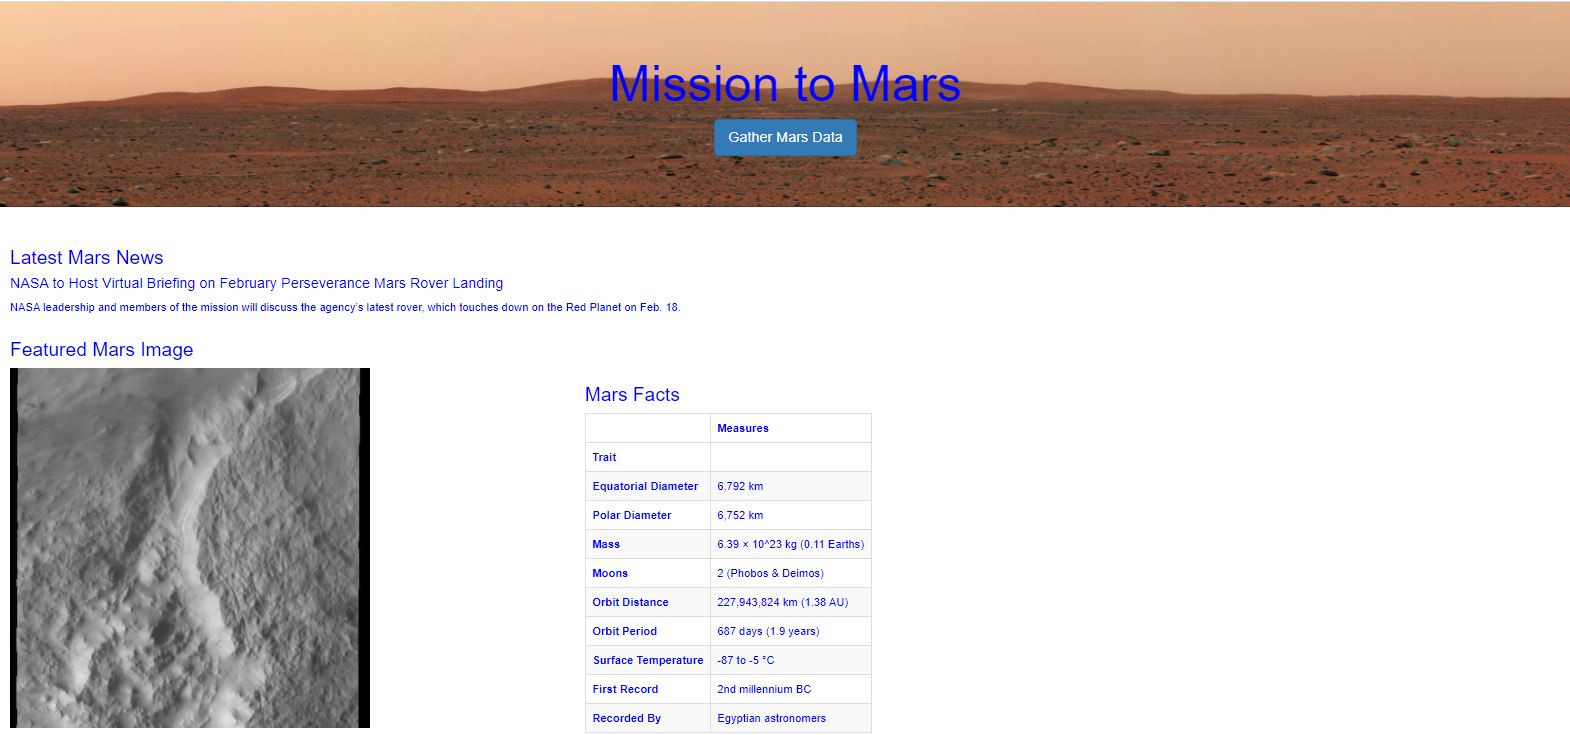 Mission to Mars
Gather Mars Data
Latest Mars News
NASA to Host Virtual Briefing on February Perseverance Mars Rover Landing
NASA leadership and members of the mission will discuss the agency's latest rover, which touches down on the Red Planet on Feb. 18.
Featured Mars Image
Mars Facts
Measures
Trait
Equatorial Diameter 6,792 km
Polar Diameter 6,752 km
Mass 6.39 × 10^23 kg (0.11 Earths)
Moons 2 (Phobos & Deimos)
Orbit Distance 227,943,824 km (1.38 AU)
Orbit Period 687 days (1.9 years)
Surface Temperature -87 to -5 °C
First Record 2nd millennium BC
Recorded By Egyptian astronomers